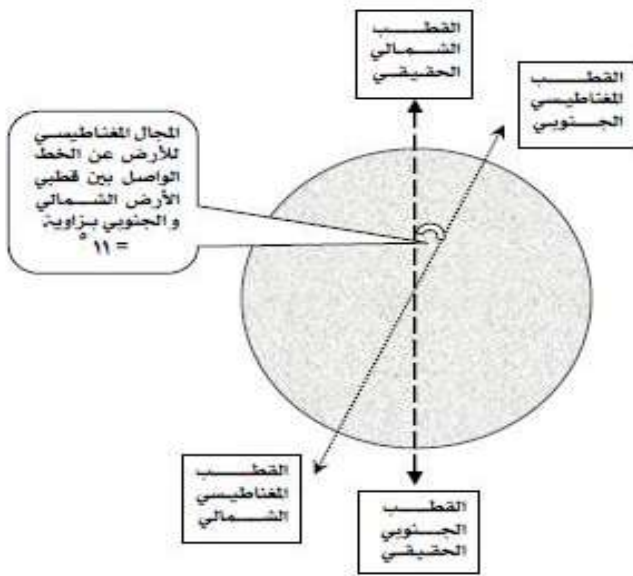 القطب
الشمالي
الحقيقي
القطب
المغناطيسي
الجنوبي
المجال المغناطيسي
للأرض عن الخط
الواصل بين قطبي
الأرض الشمالي
و الجنوبي بزاوية
= ١١ °
القطب
المغناطيسي
الشمالي
القطب
الجنوبي
الحقيقي